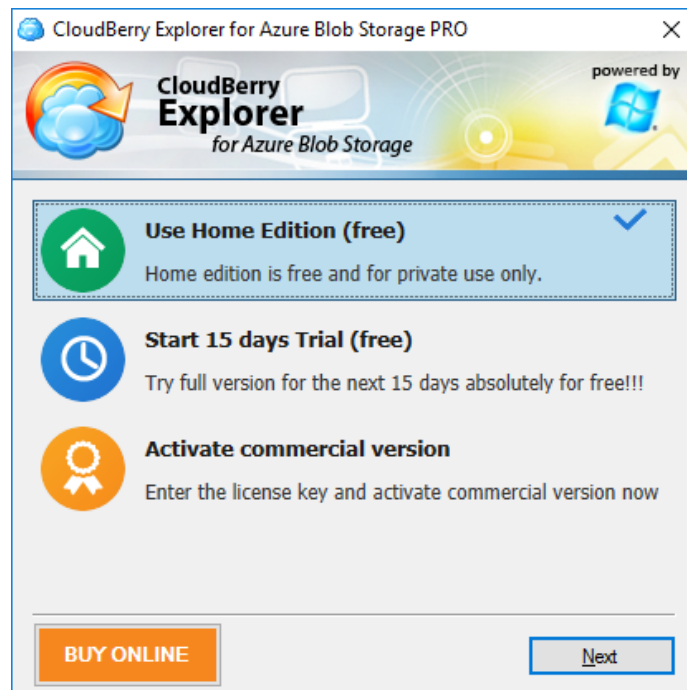 CloudBerry Explorer for Azure Blob Storage PRO
powered by
CloudBerry
Explorer
for Azure Blob Storage
Use Home Edition (free)
Home edition is free and for private use only.
Start 15 days Trial (free)
Try full version for the next 15 days absolutely for free!!!
Activate commercial version
Enter the license key and activate commercial version now
BUY ONLINE
Next